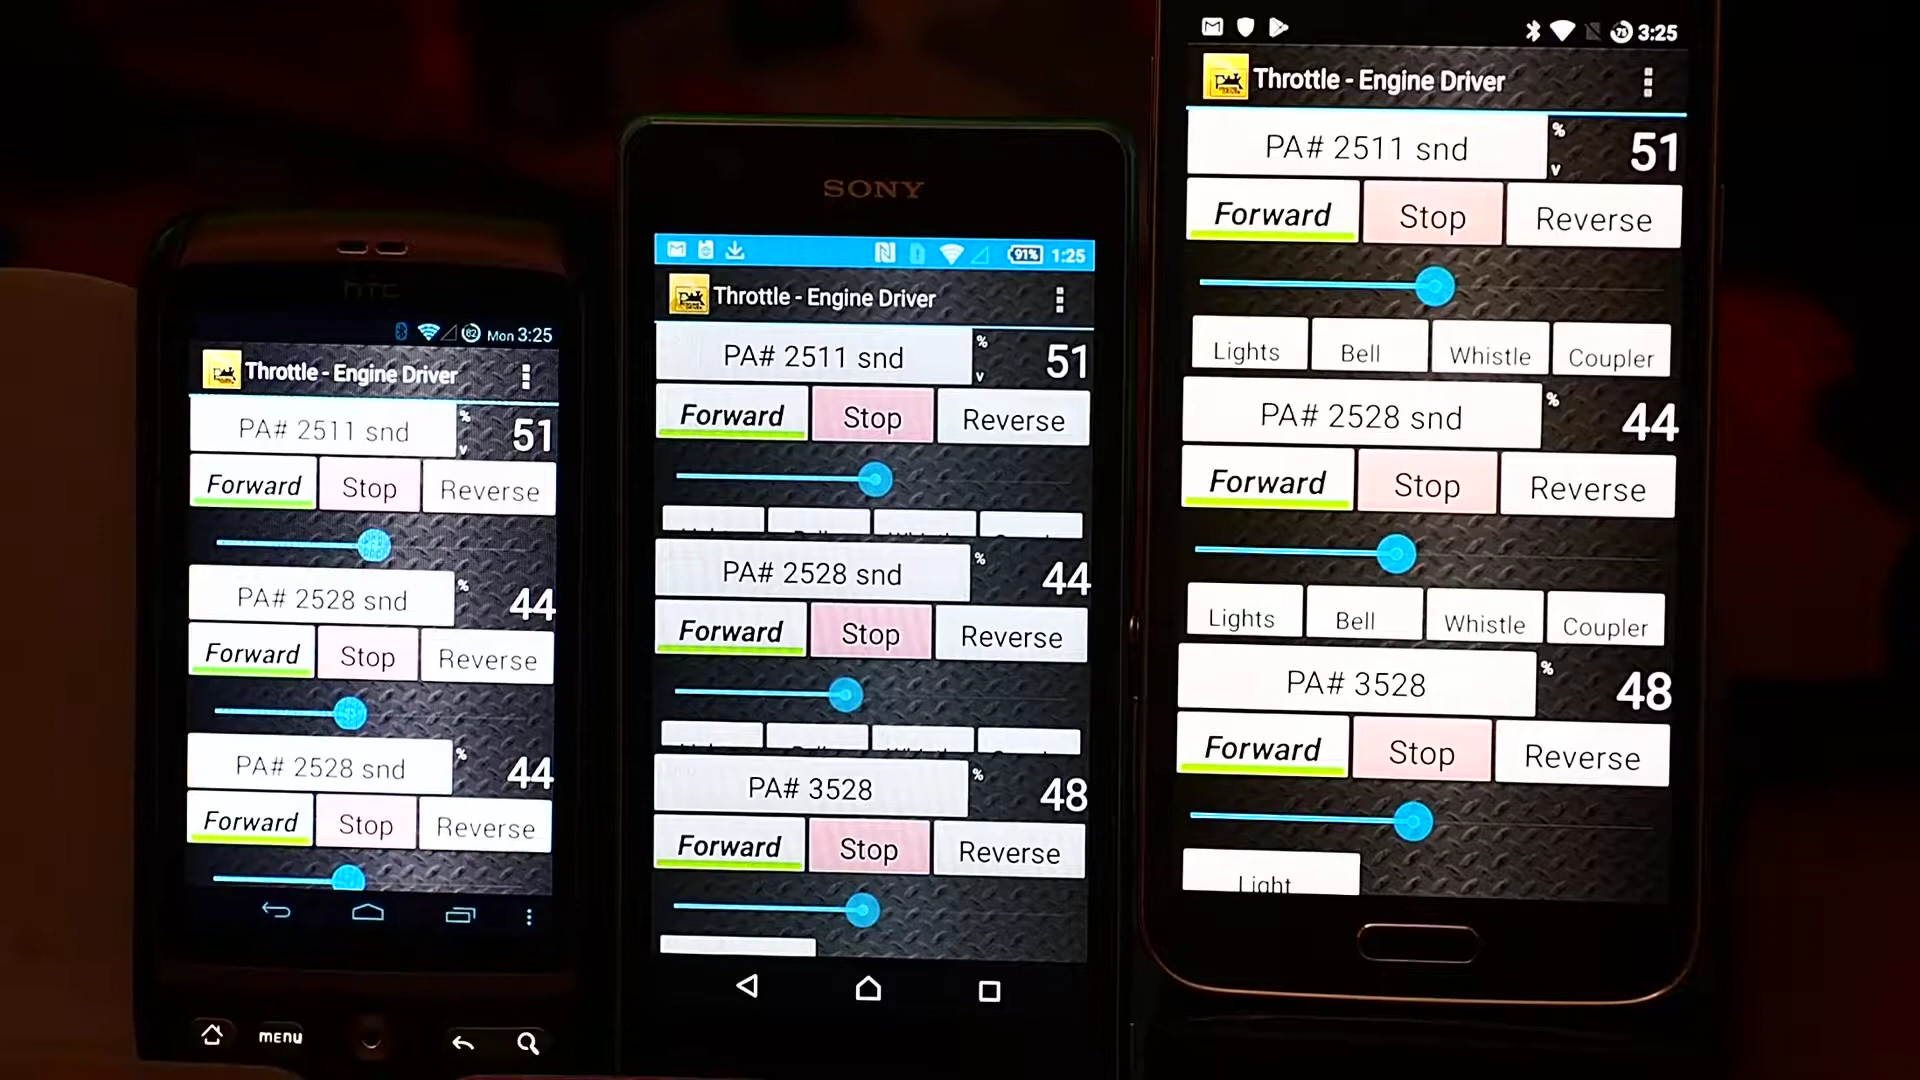 htc
82 Mon 3:25
Throttle - Engine Driver
PA# 2511 snd % v 51
Forward Stop Reverse
PA# 2528 snd % 44
Forward Stop Reverse
PA# 2528 snd % 44
Forward Stop Reverse
MENU
SONY
91% 1:25
Throttle - Engine Driver
PA# 2511 snd % v 51
Forward Stop Reverse
PA# 2528 snd % 44
Forward Stop Reverse
PA# 3528 % 48
Forward Stop Reverse
75 3:25
Throttle - Engine Driver
PA# 2511 snd % v 51
Forward Stop Reverse
Lights Bell Whistle Coupler
PA# 2528 snd % 44
Forward Stop Reverse
Lights Bell Whistle Coupler
PA# 3528 % 48
Forward Stop Reverse
Light